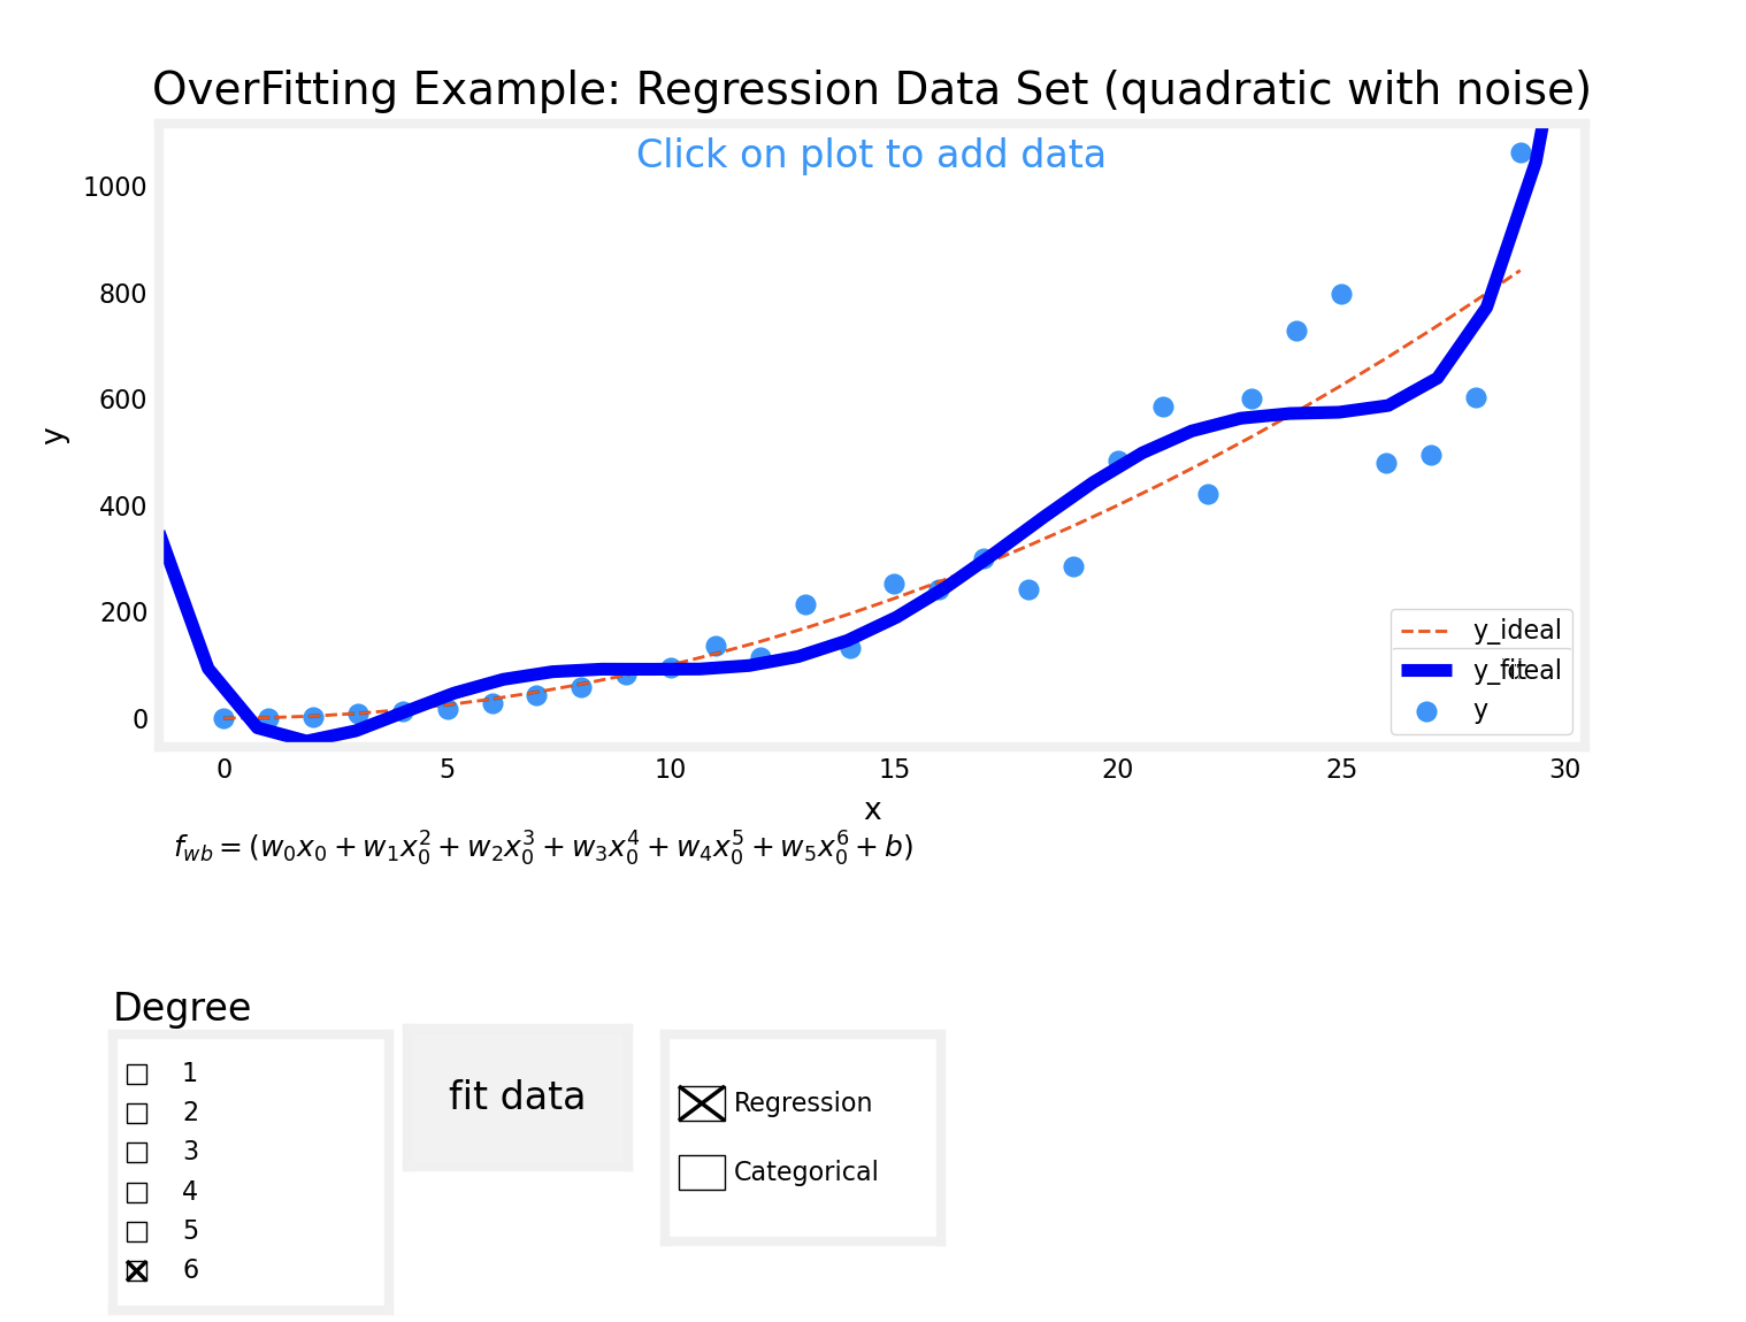 OverFitting Example: Regression Data Set (quadratic with noise)
Click on plot to add data
1000
800
600
400
200
0
y
y_ideal
y_fit
y
0 5 10 15 20 25 30
x
f_{wb} = (w_0x_0 + w_1x_0^2 + w_2x_0^3 + w_3x_0^4 + w_4x_0^5 + w_5x_0^6 + b)
Degree
1
2
3
4
5
6
fit data
Regression
Categorical